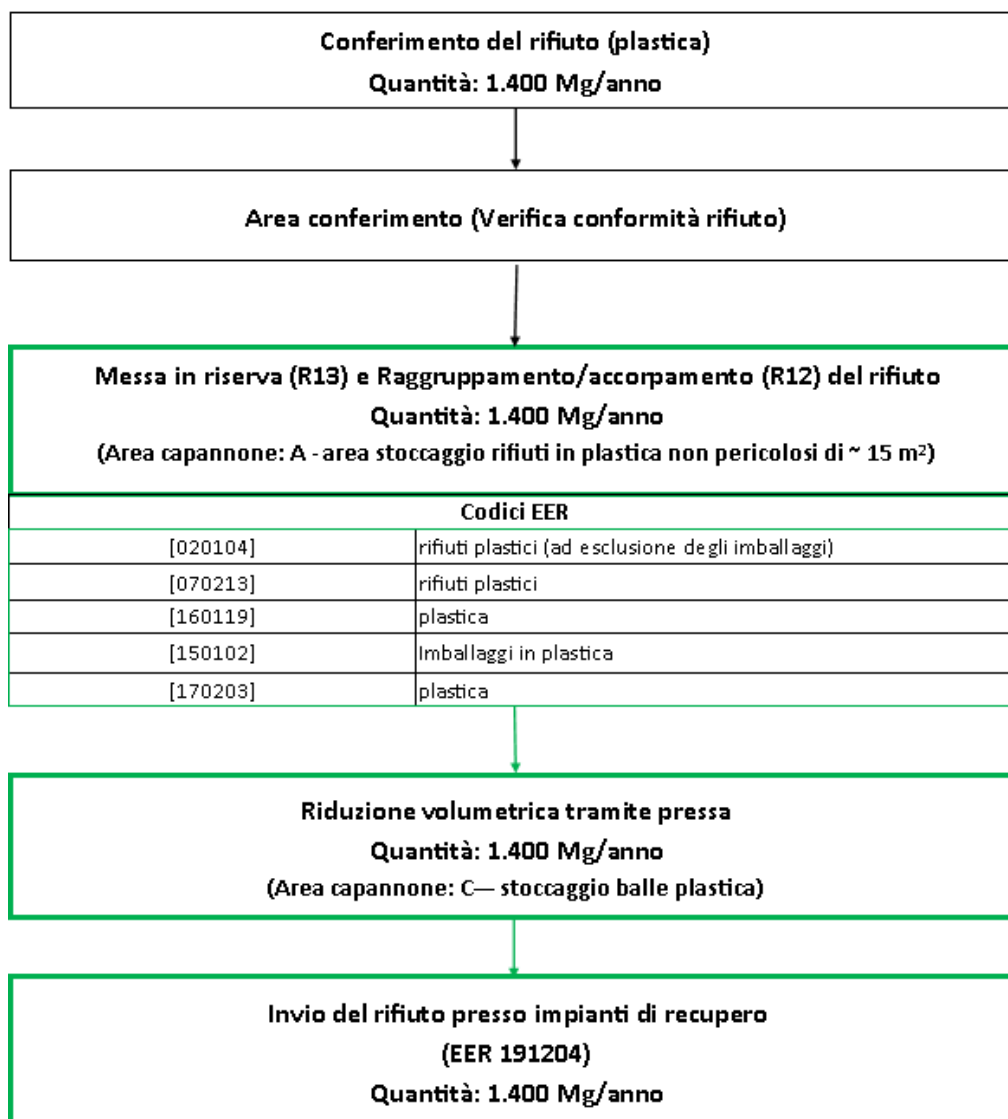 Conferimento del rifiuto (plastica)
Quantità: 1.400 Mg/anno
Area conferimento (Verifica conformità rifiuto)
Messa in riserva (R13) e Raggruppamento/accorpamento (R12) del rifiuto
Quantità: 1.400 Mg/anno
(Area capannone: A - area stoccaggio rifiuti in plastica non pericolosi di ~ 15 m²)
Codici EER
[020104] rifiuti plastici (ad esclusione degli imballaggi)
[070213] rifiuti plastici
[160119] plastica
[150102] Imballaggi in plastica
[170203] plastica
Riduzione volumetrica tramite pressa
Quantità: 1.400 Mg/anno
(Area capannone: C— stoccaggio balle plastica)
Invio del rifiuto presso impianti di recupero
(EER 191204)
Quantità: 1.400 Mg/anno